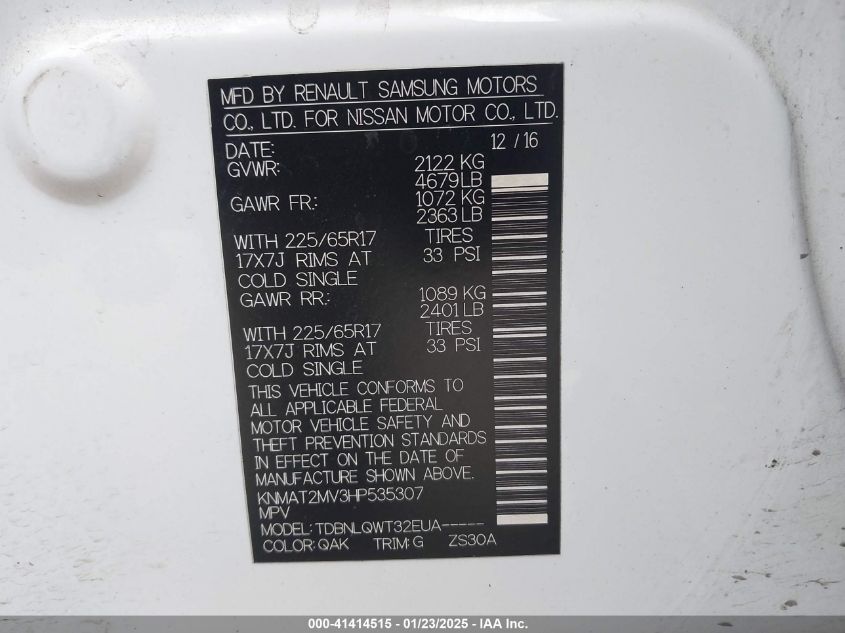 MFD BY RENAULT SAMSUNG MOTORS
CO., LTD. FOR NISSAN MOTOR CO., LTD.
DATE: 12 / 16
GVWR: 2122 KG
4679LB
GAWR FR.: 1072 KG
2363LB
WITH 225/65R17 TIRES
17X7J RIMS AT 33 PSI
COLD SINGLE
GAWR RR.: 1089 KG
2401LB
WITH 225/65R17 TIRES
17X7J RIMS AT 33 PSI
COLD SINGLE
THIS VEHICLE CONFORMS TO
ALL APPLICABLE FEDERAL
MOTOR VEHICLE SAFETY AND
THEFT PREVENTION STANDARDS
IN EFFECT ON THE DATE OF
MANUFACTURE SHOWN ABOVE.
KNMAT2MV3HP535307
MPV
MODEL: TDBNLQWT32EUA-----
COLOR: QAK TRIM: G ZS30A
000-41414515 - 01/23/2025 - IAA Inc.